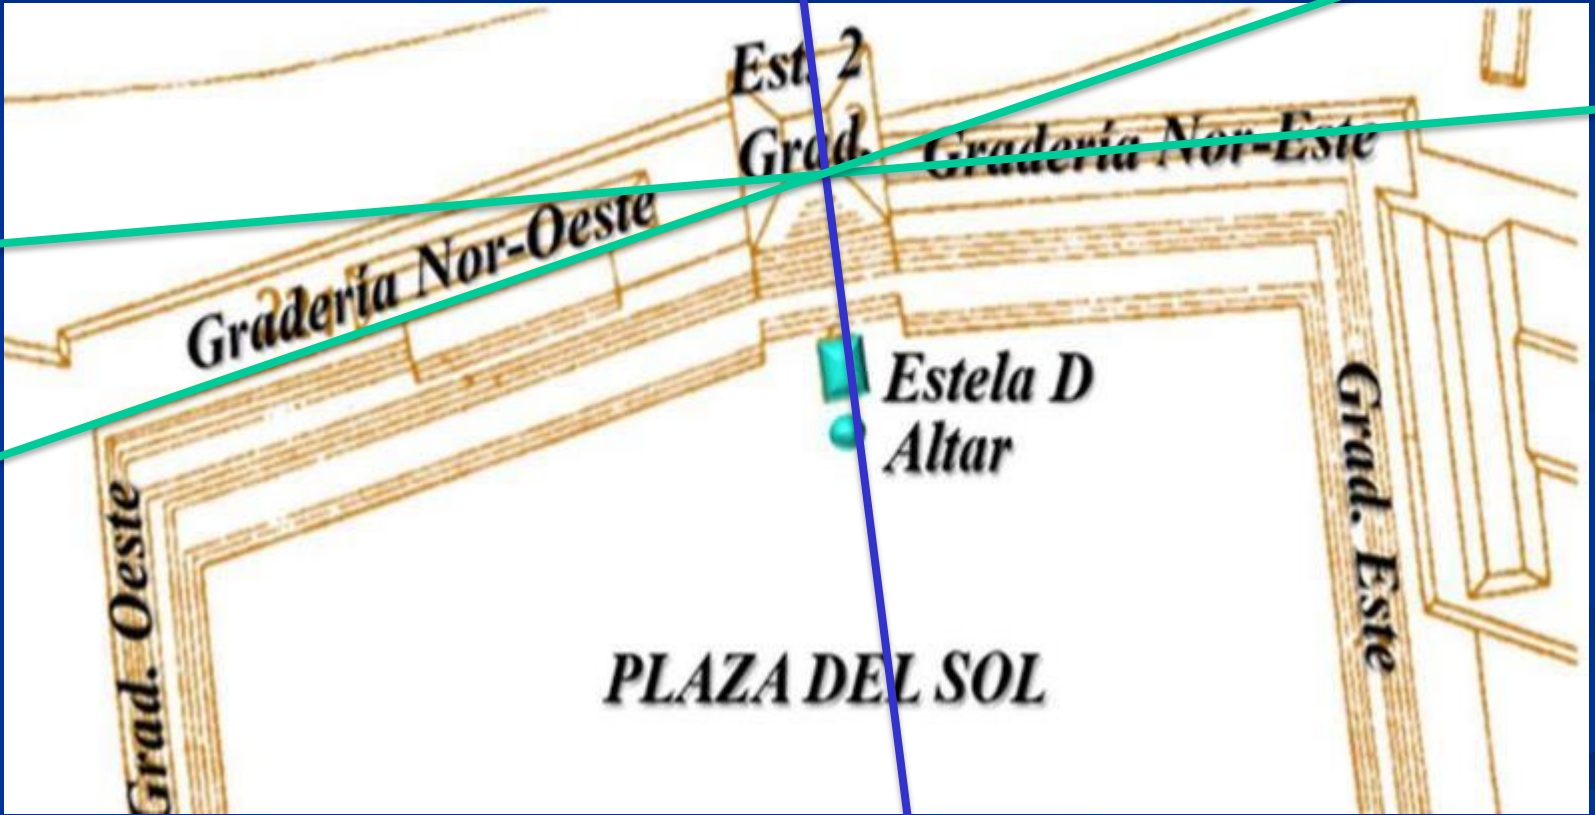 Est. 2
Grad.
Gradería Nor-Este
Gradería Nor-Oeste
Estela D
Altar
Grad. Este
Grad. Oeste
PLAZA DEL SOL